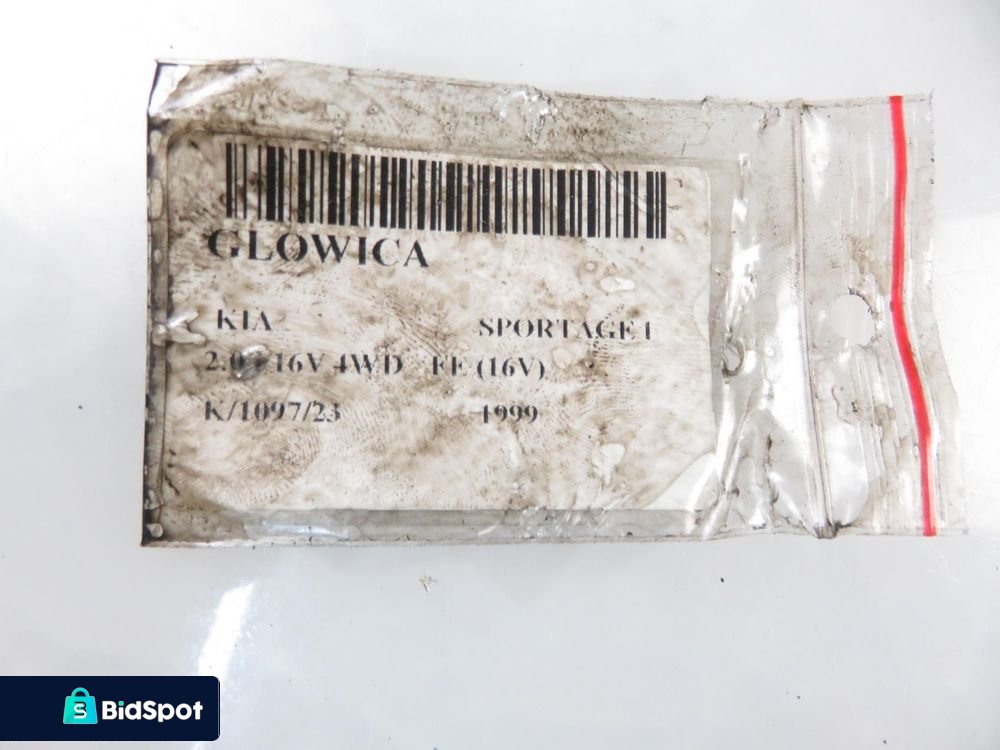 GLOWICA
KIA SPORTAGE I
16V 4WD FE (16V)
K/1097/23 1999
BidSpot